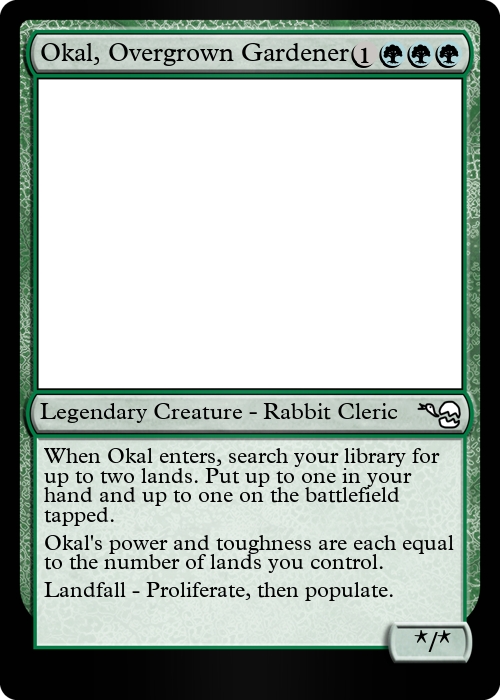 Okal, Overgrown Gardener 1
Legendary Creature - Rabbit Cleric
When Okal enters, search your library for
up to two lands. Put up to one in your
hand and up to one on the battlefield
tapped.
Okal's power and toughness are each equal
to the number of lands you control.
Landfall - Proliferate, then populate.
*/*